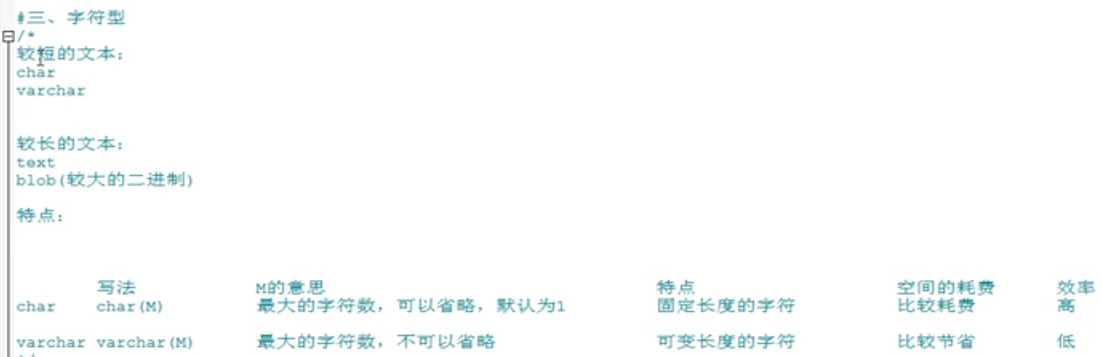 #三、字符型
/*
较短的文本：
char
varchar
较长的文本：
text
blob(较大的二进制)
特点：
写法 M的意思 特点 空间的耗费 效率
char char(M) 最大的字符数，可以省略，默认为1 固定长度的字符 比较耗费 高
varchar varchar(M) 最大的字符数，不可以省略 可变长度的字符 比较节省 低
*/